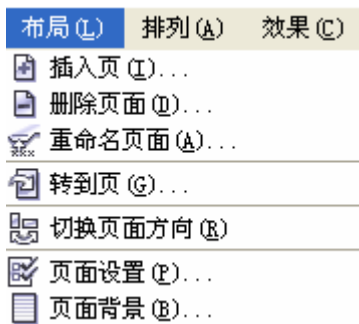 布局(L) 排列(A) 效果(C)
插入页(I)...
删除页面(D)...
重命名页面(A)...
转到页(G)...
切换页面方向(R)
页面设置(P)...
页面背景(B)...